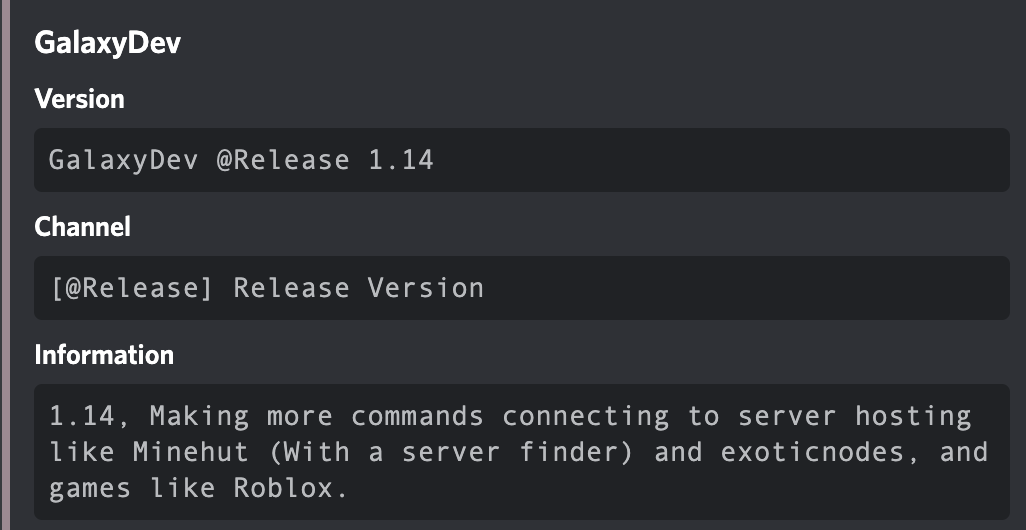 GalaxyDev
Version
GalaxyDev @Release 1.14
Channel
[@Release] Release Version
Information
1.14, Making more commands connecting to server hosting
like Minehut (With a server finder) and exoticnodes, and
games like Roblox.